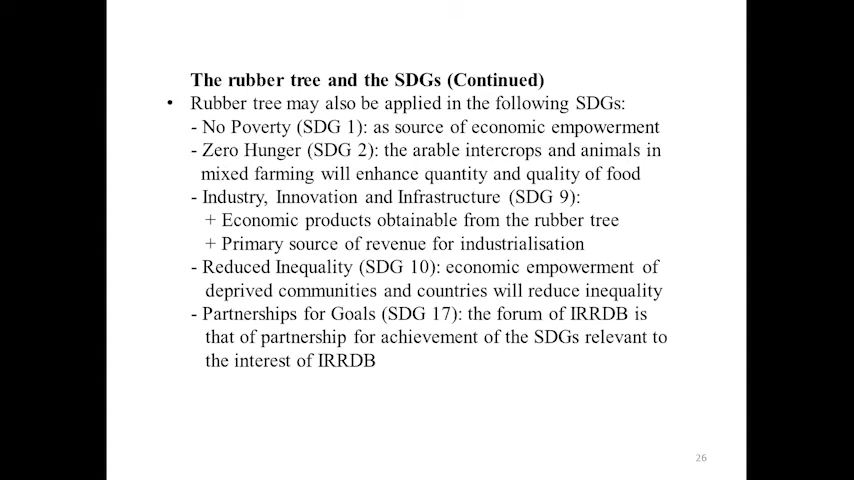 The rubber tree and the SDGs (Continued)
• Rubber tree may also be applied in the following SDGs:
- No Poverty (SDG 1): as source of economic empowerment
- Zero Hunger (SDG 2): the arable intercrops and animals in
mixed farming will enhance quantity and quality of food
- Industry, Innovation and Infrastructure (SDG 9):
+ Economic products obtainable from the rubber tree
+ Primary source of revenue for industrialisation
- Reduced Inequality (SDG 10): economic empowerment of
deprived communities and countries will reduce inequality
- Partnerships for Goals (SDG 17): the forum of IRRDB is
that of partnership for achievement of the SDGs relevant to
the interest of IRRDB
26